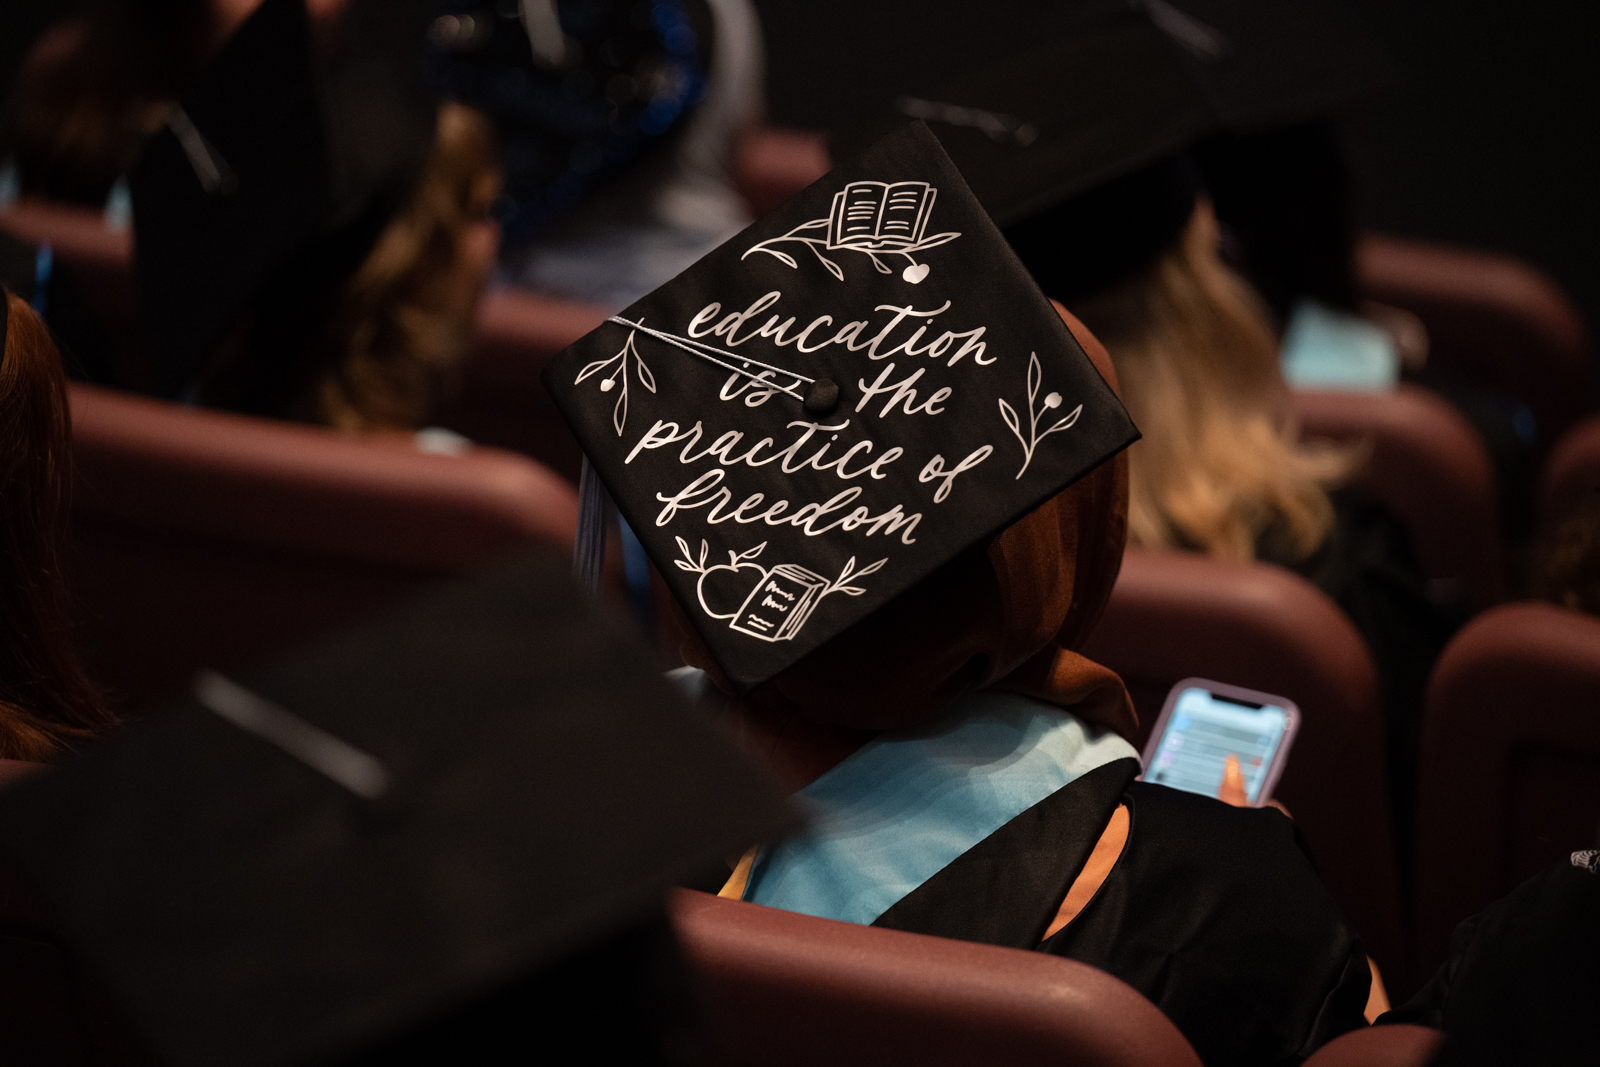 education
is the
practice of
freedom